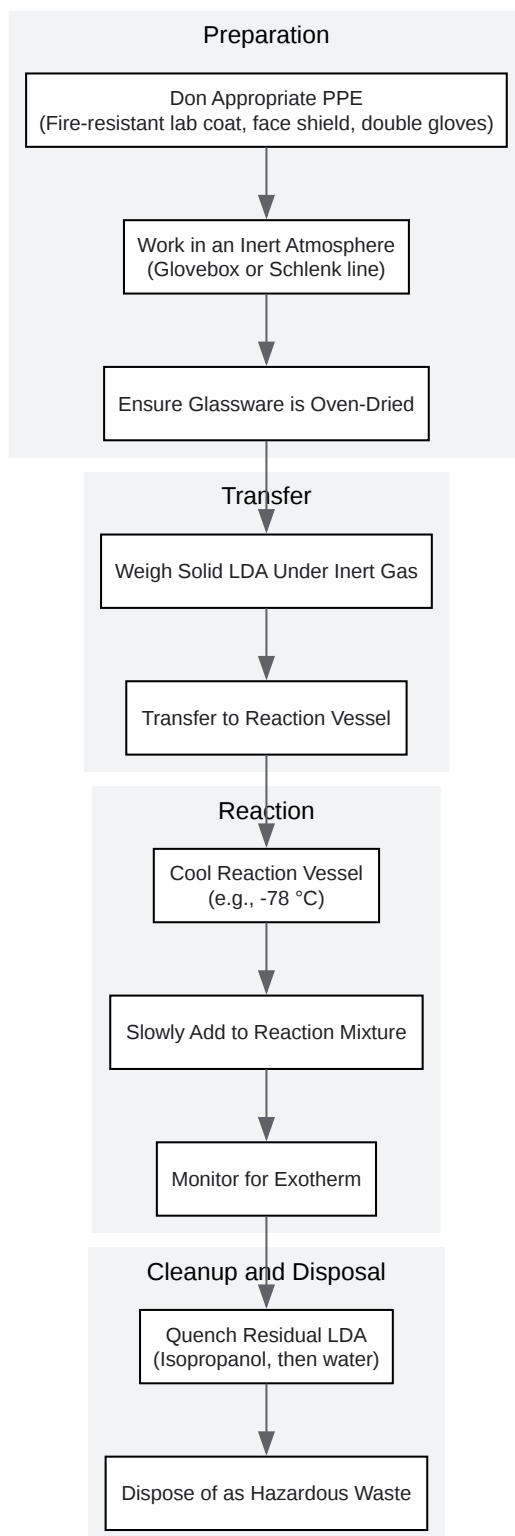 Preparation
Don Appropriate PPE
(Fire-resistant lab coat, face shield, double gloves)
Work in an Inert Atmosphere
(Glovebox or Schlenk line)
Ensure Glassware is Oven-Dried
Transfer
Weigh Solid LDA Under Inert Gas
Transfer to Reaction Vessel
Reaction
Cool Reaction Vessel
(e.g., -78 °C)
Slowly Add to Reaction Mixture
Monitor for Exotherm
Cleanup and Disposal
Quench Residual LDA
(Isopropanol, then water)
Dispose of as Hazardous Waste